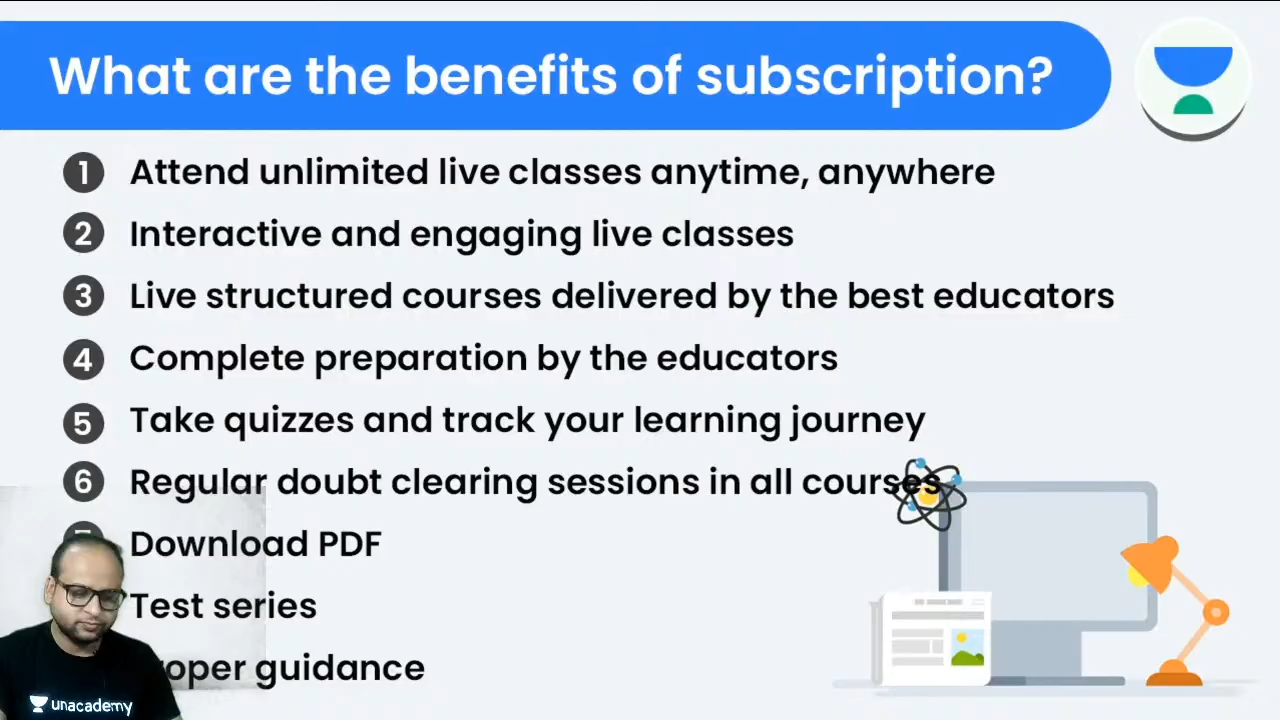 What are the benefits of subscription?
1 Attend unlimited live classes anytime, anywhere
2 Interactive and engaging live classes
3 Live structured courses delivered by the best educators
4 Complete preparation by the educators
5 Take quizzes and track your learning journey
6 Regular doubt clearing sessions in all courses
Download PDF
Test series
guidance
unacademy